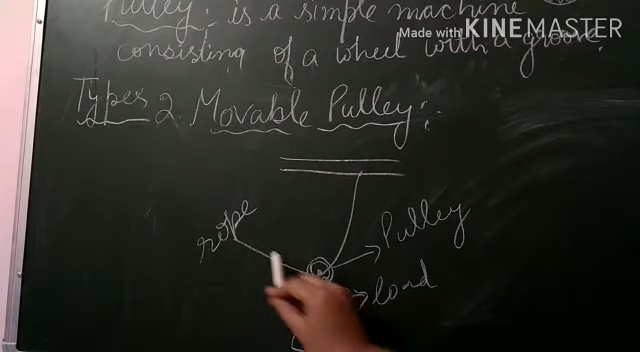 Pulley :- is a simple machine
Made with KINEMASTER
consisting of a wheel with a groove.
Types 2. Movable Pulley :-
rope
Pulley
load